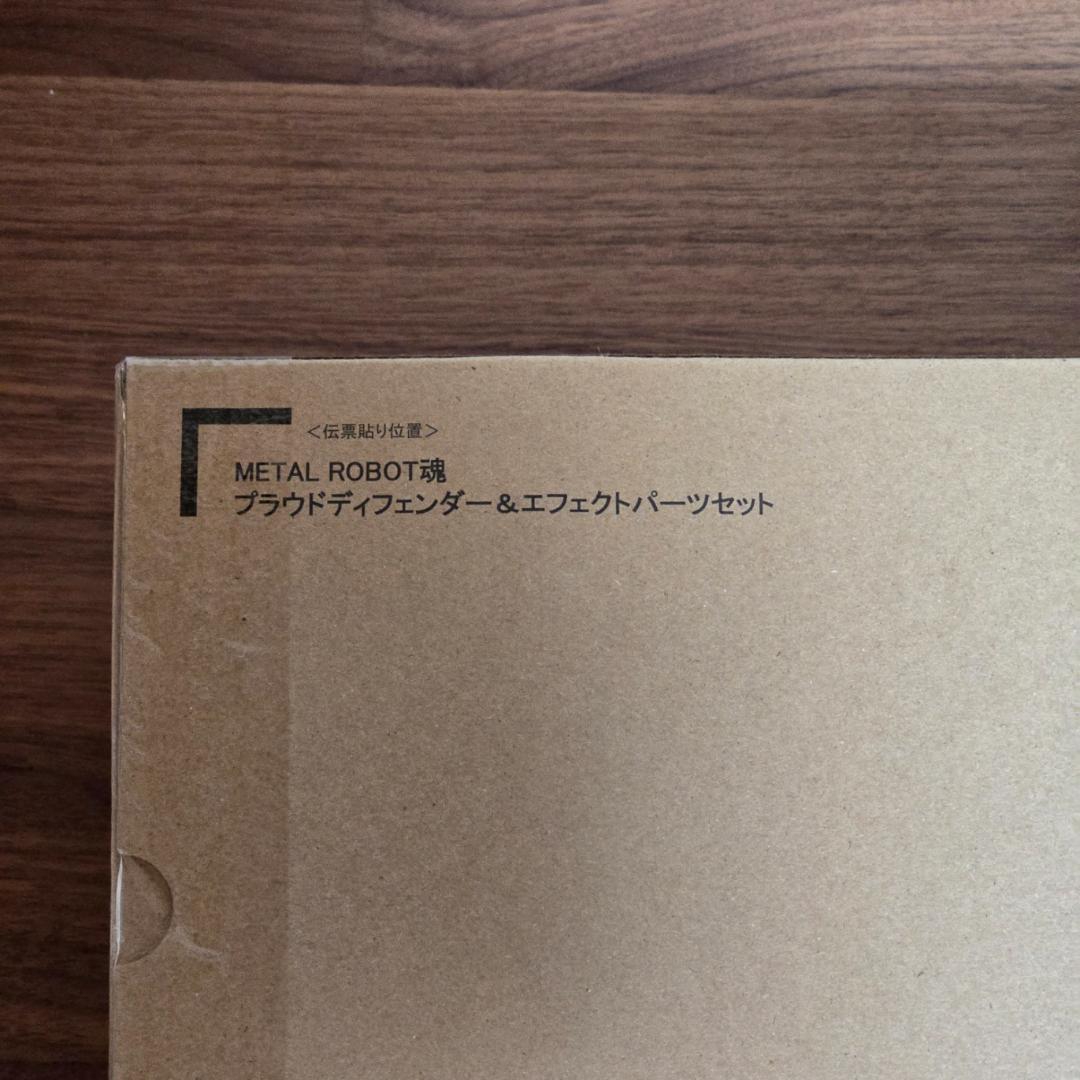 ＜伝票貼り位置＞
METAL ROBOT魂
プラウドディフェンダー＆エフェクトパーツセット